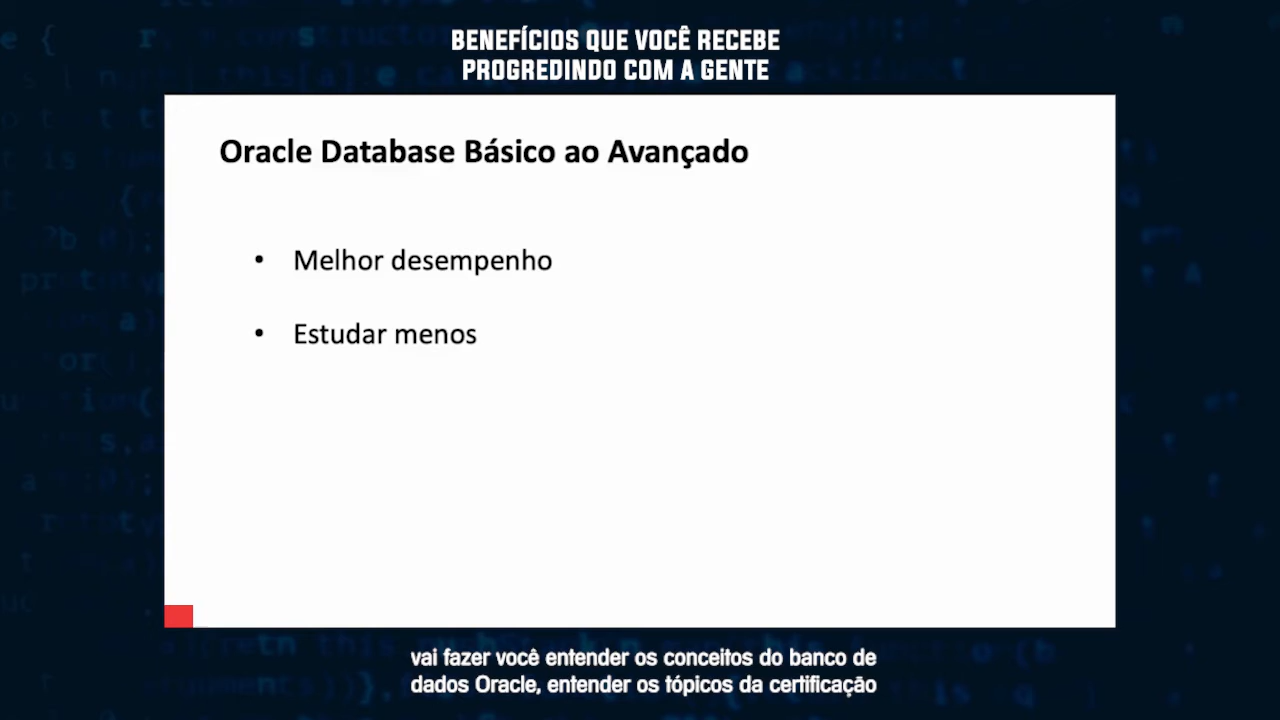 BENEFÍCIOS QUE VOCÊ RECEBE
PROGREDINDO COM A GENTE
Oracle Database Básico ao Avançado
• Melhor desempenho
• Estudar menos
vai fazer você entender os conceitos do banco de
dados Oracle, entender os tópicos da certificação